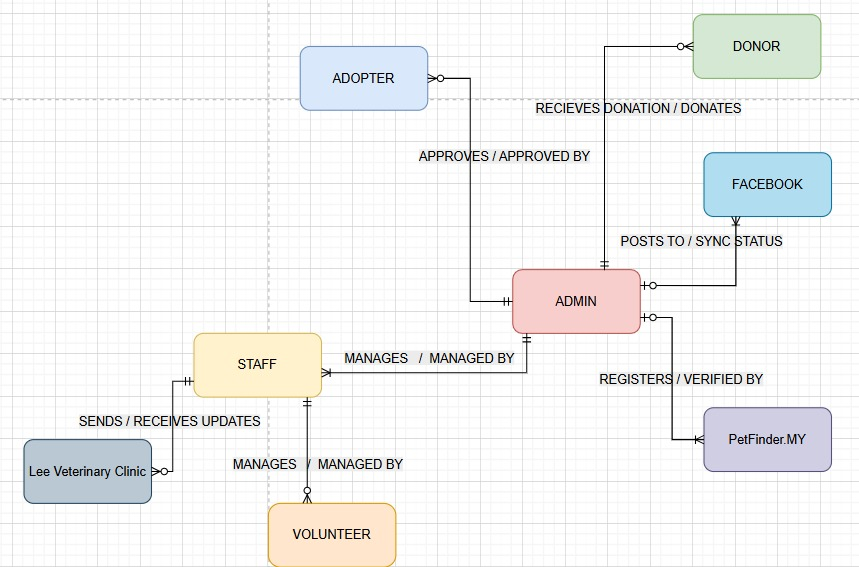 DONOR
ADOPTER
RECIEVES DONATION / DONATES
APPROVES / APPROVED BY
FACEBOOK
POSTS TO / SYNC STATUS
ADMIN
STAFF
MANAGES / MANAGED BY
REGISTERS / VERIFIED BY
SENDS / RECEIVES UPDATES
PetFinder.MY
Lee Veterinary Clinic
MANAGES / MANAGED BY
VOLUNTEER